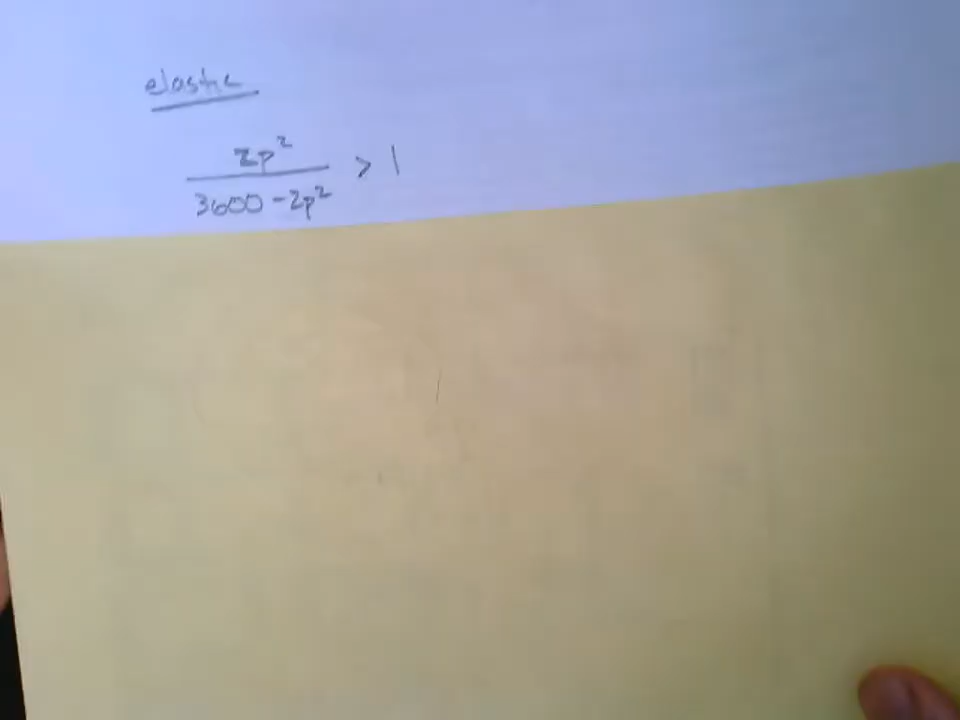 elastic
2p²
3600 - 2p²
> 1